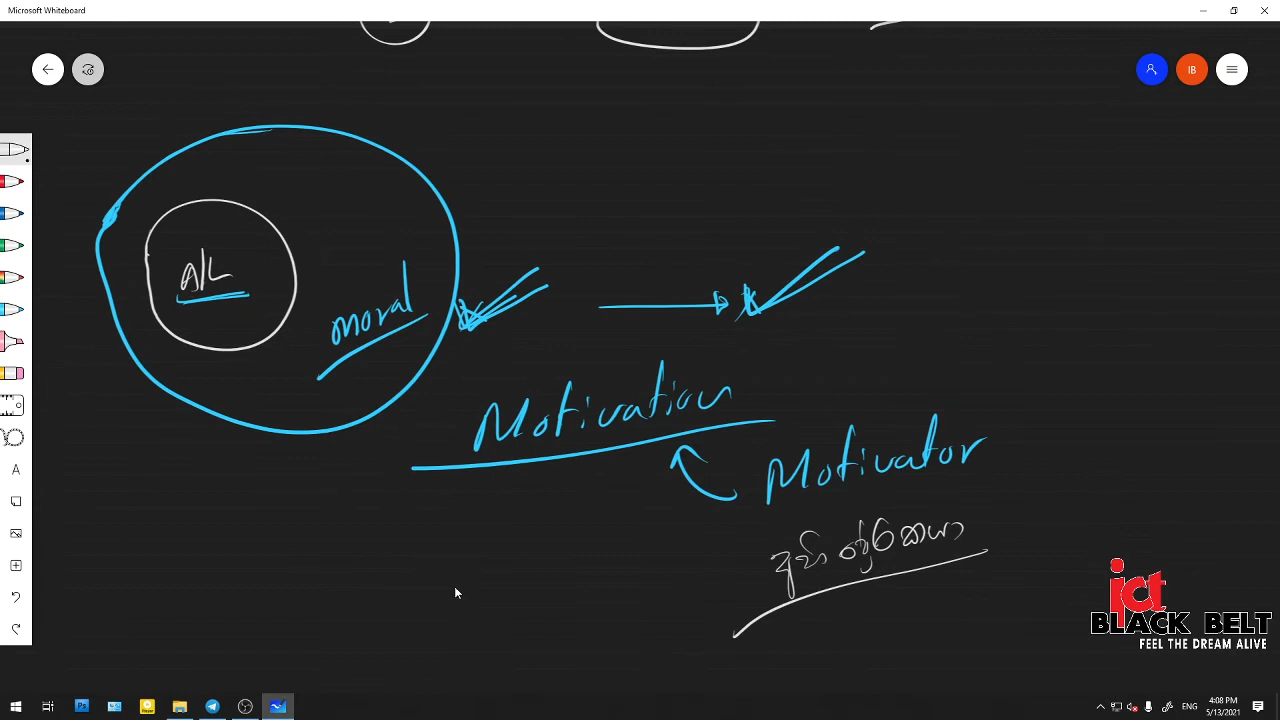 Microsoft Whiteboard
IB
A/L
moral
Motivation
Motivator
A
ict
BLACK BELT
FEEL THE DREAM ALIVE
ENG
4:08 PM
5/13/2021